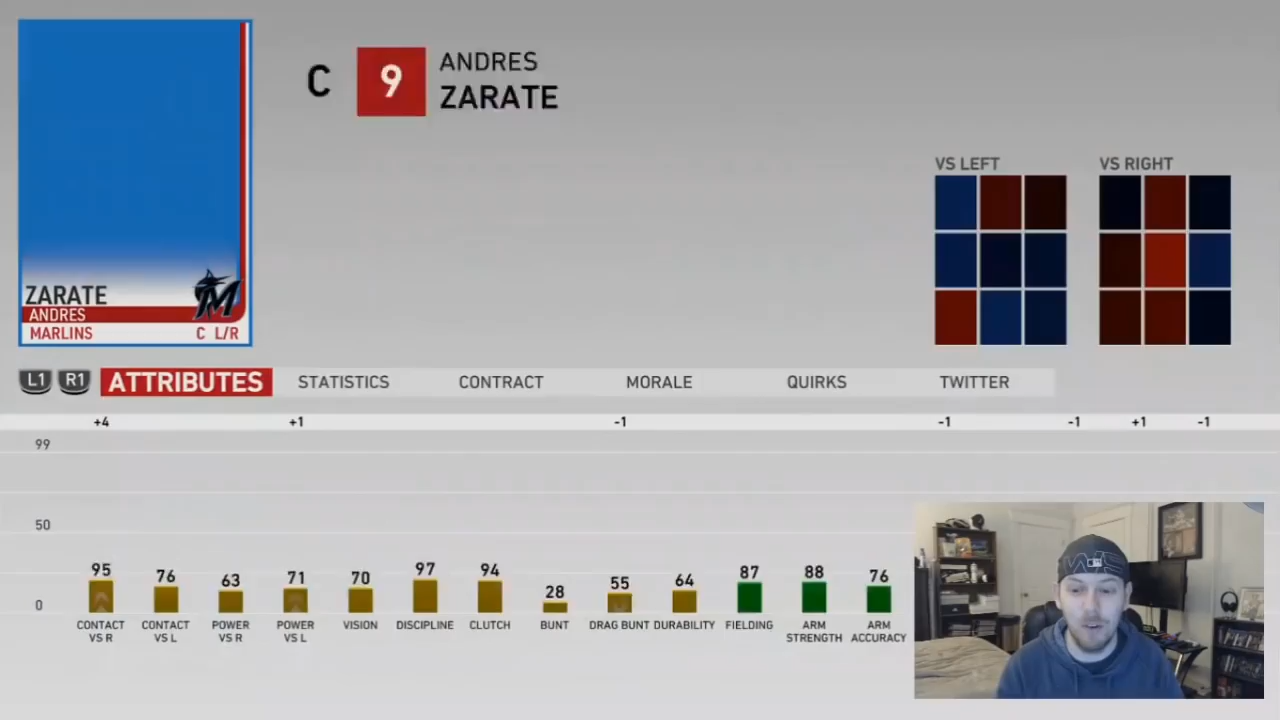 C 9 ANDRES
ZARATE
VS LEFT VS RIGHT
ZARATE
ANDRES
MARLINS C L/R
L1 R1 ATTRIBUTES STATISTICS CONTRACT MORALE QUIRKS TWITTER
+4 +1 -1 -1 -1 +1 -1
99
50
0
95 76 63 71 70 97 94 28 55 64 87 88 76
CONTACT VS R
CONTACT VS L
POWER VS R
POWER VS L
VISION
DISCIPLINE
CLUTCH
BUNT
DRAG BUNT
DURABILITY
FIELDING
ARM STRENGTH
ARM ACCURACY